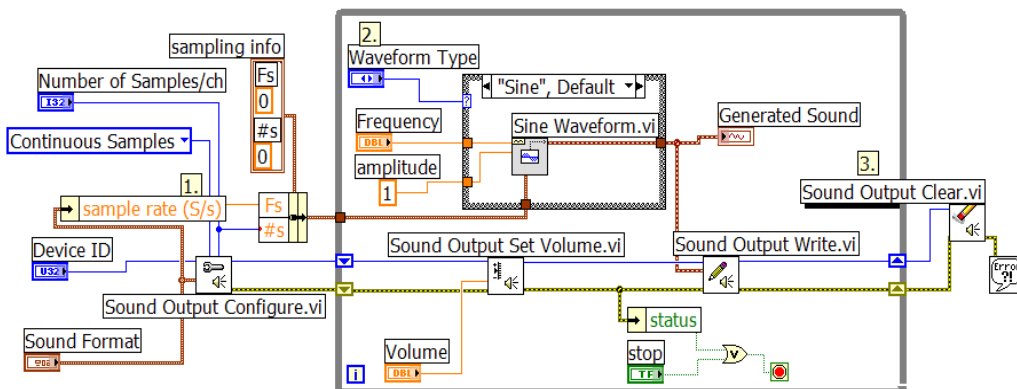 sampling info
Fs
0
#s
0
Number of Samples/ch
I32
Continuous Samples
1.
sample rate (S/s)
Fs
#s
Device ID
U32
Sound Output Configure.vi
Sound Format
2.
Waveform Type
?
"Sine", Default
Frequency
DBL
Sine Waveform.vi
amplitude
1
Generated Sound
Sound Output Set Volume.vi
Sound Output Write.vi
status
Volume
DBL
stop
TF
V
i
3.
Sound Output Clear.vi
Error
?!